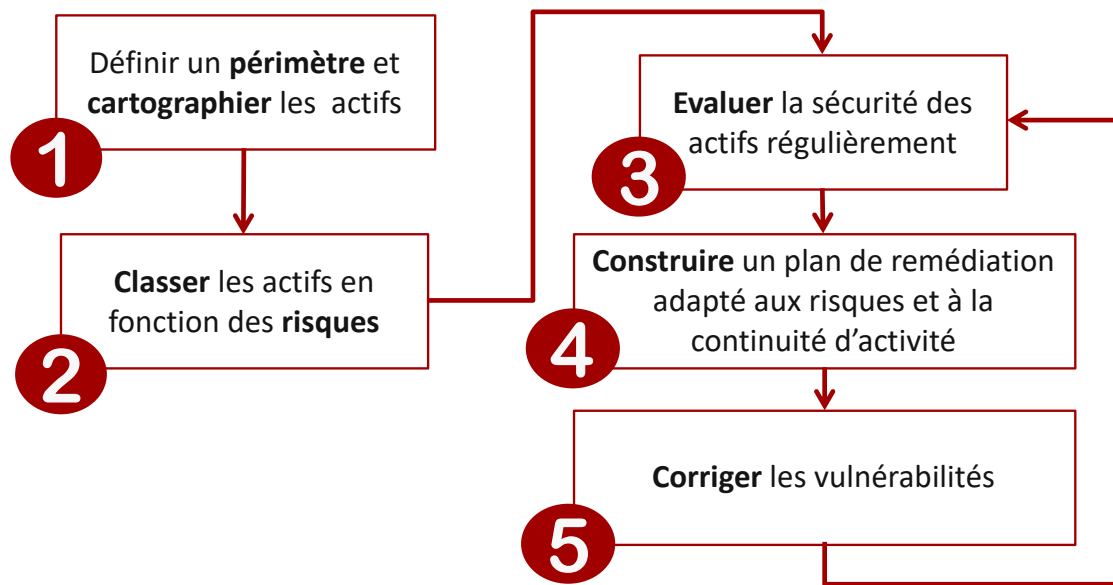 Définir un périmètre et
cartographier les actifs
1
Classer les actifs en
fonction des risques
2
Evaluer la sécurité des
actifs régulièrement
3
Construire un plan de remédiation
adapté aux risques et à la
continuité d’activité
4
Corriger les vulnérabilités
5